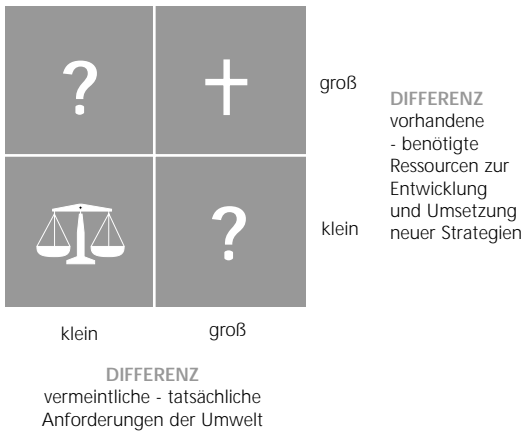 ?
groß
DIFFERENZ
vorhandene
- benötigte
Ressourcen zur
Entwicklung
und Umsetzung
neuer Strategien
?
klein
klein
groß
DIFFERENZ
vermeintliche - tatsächliche
Anforderungen der Umwelt